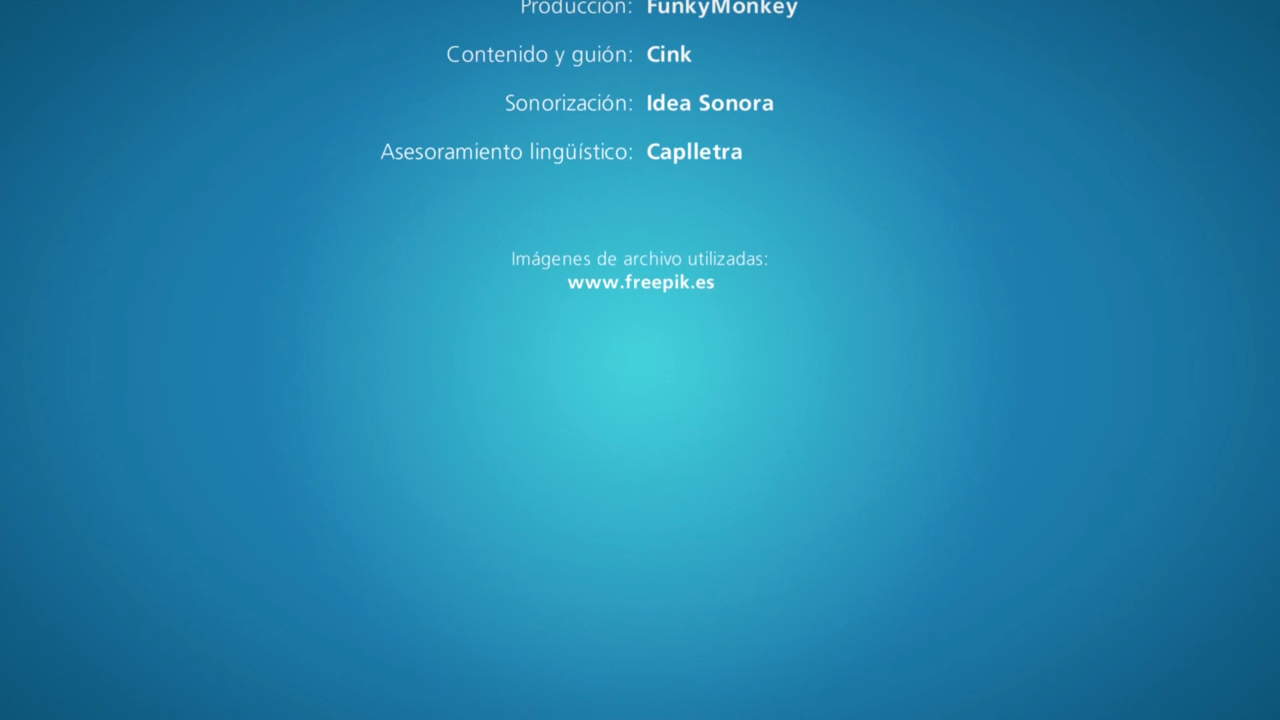 Producción: FunkyMonkey
Contenido y guión: Cink
Sonorización: Idea Sonora
Asesoramiento lingüístico: Caplletra
Imágenes de archivo utilizadas:
www.freepik.es